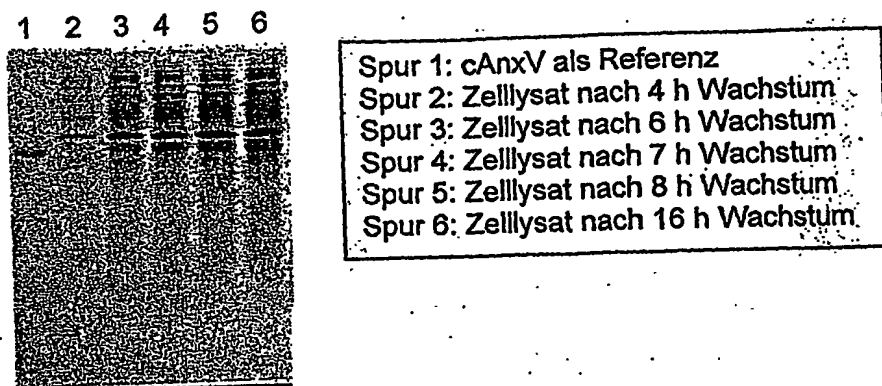 1 2 3 4 5 6
Spur 1: cAnxV als Referenz
Spur 2: Zelllysat nach 4 h Wachstum
Spur 3: Zelllysat nach 6 h Wachstum
Spur 4: Zelllysat nach 7 h Wachstum
Spur 5: Zelllysat nach 8 h Wachstum
Spur 6: Zelllysat nach 16 h Wachstum